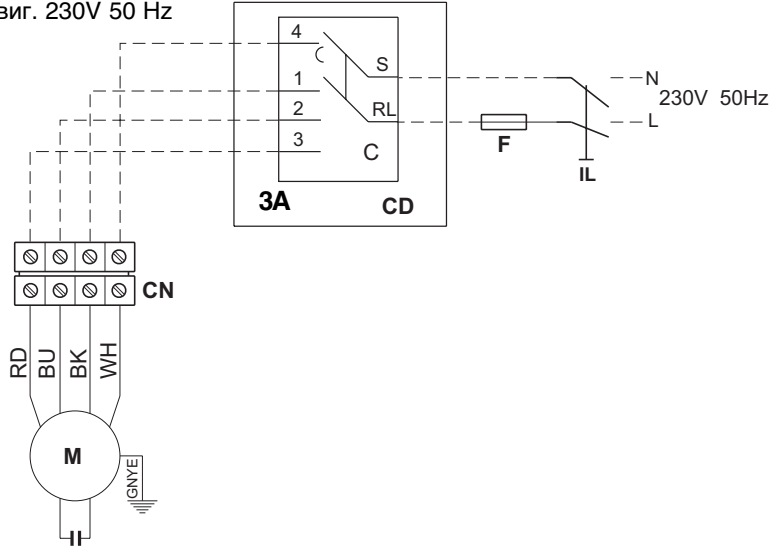 виг. 230V 50 Hz
4
S
N
1
230V 50Hz
RL
2
L
3
C
F
IL
3A
CD
CN
RD
BU
BK
WH
M
GNYE